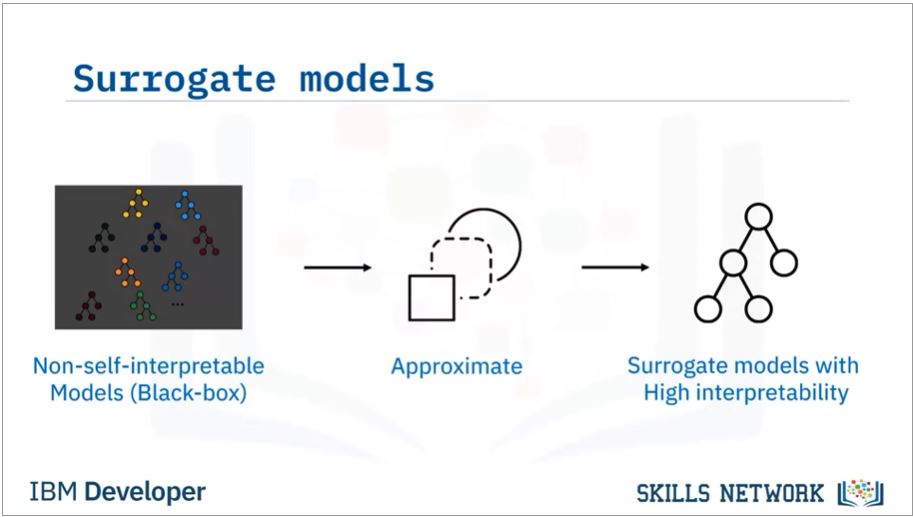 Surrogate models
...
Non-self-interpretable
Models (Black-box)
Approximate
Surrogate models with
High interpretability
IBM Developer
SKILLS NETWORK